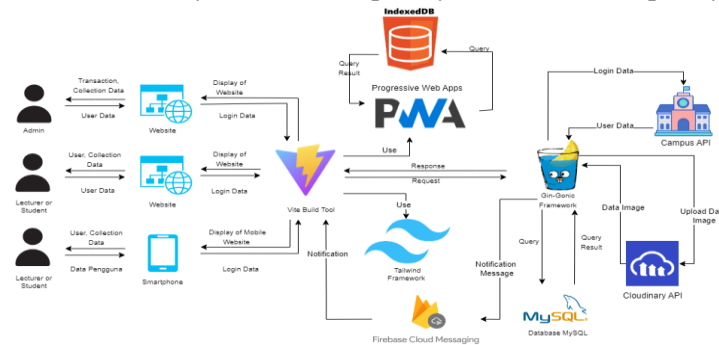 IndexedDB
Query
Query
Result
Progressive Web Apps
PWA
Transaction,
Collection Data
User Data
Admin
Website
Display of
Website
Login Data
User, Collection
Data
User Data
Lecturer or
Student
Website
Display of
Website
Login Data
User, Collection
Data
Data Pengguna
Lecturer or
Student
Smartphone
Display of Mobile
Website
Login Data
Vite Build Tool
Use
Response
Request
Use
Tailwind
Framework
Notification
Firebase Cloud Messaging
Notification
Message
Gin-Gonic
Framework
Login Data
User Data
Campus API
Data Image
Upload Da
Image
Cloudinary API
Query
Query
Result
MySQL
Database MySQL